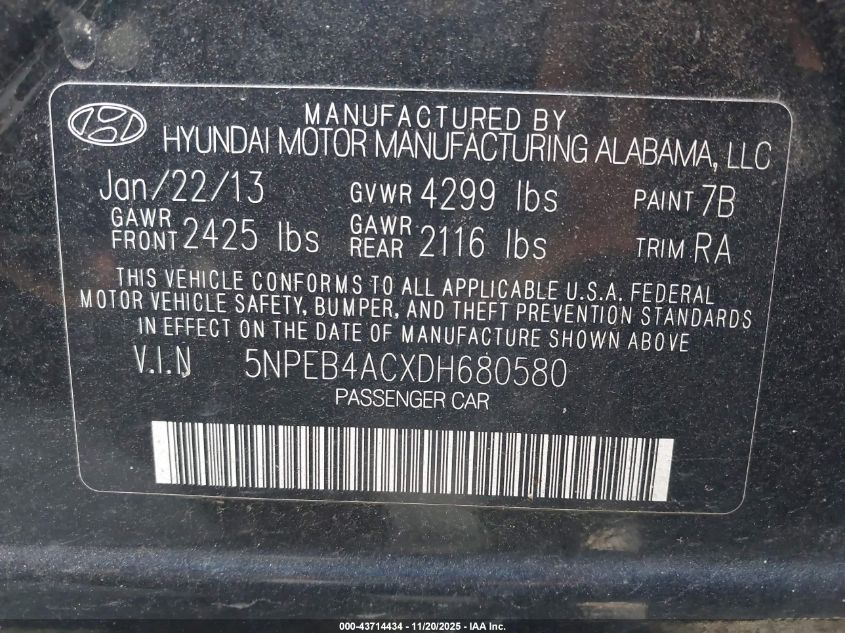 MANUFACTURED BY
HYUNDAI MOTOR MANUFACTURING ALABAMA, LLC
Jan/22/13 GVWR 4299 lbs PAINT 7B
GAWR FRONT 2425 lbs GAWR REAR 2116 lbs TRIM RA
THIS VEHICLE CONFORMS TO ALL APPLICABLE U.S.A. FEDERAL
MOTOR VEHICLE SAFETY, BUMPER, AND THEFT PREVENTION STANDARDS
IN EFFECT ON THE DATE OF MANUFACTURE SHOWN ABOVE
V.I.N 5NPEB4ACXDH680580
PASSENGER CAR
000-43714434 - 11/20/2025 - IAA Inc.